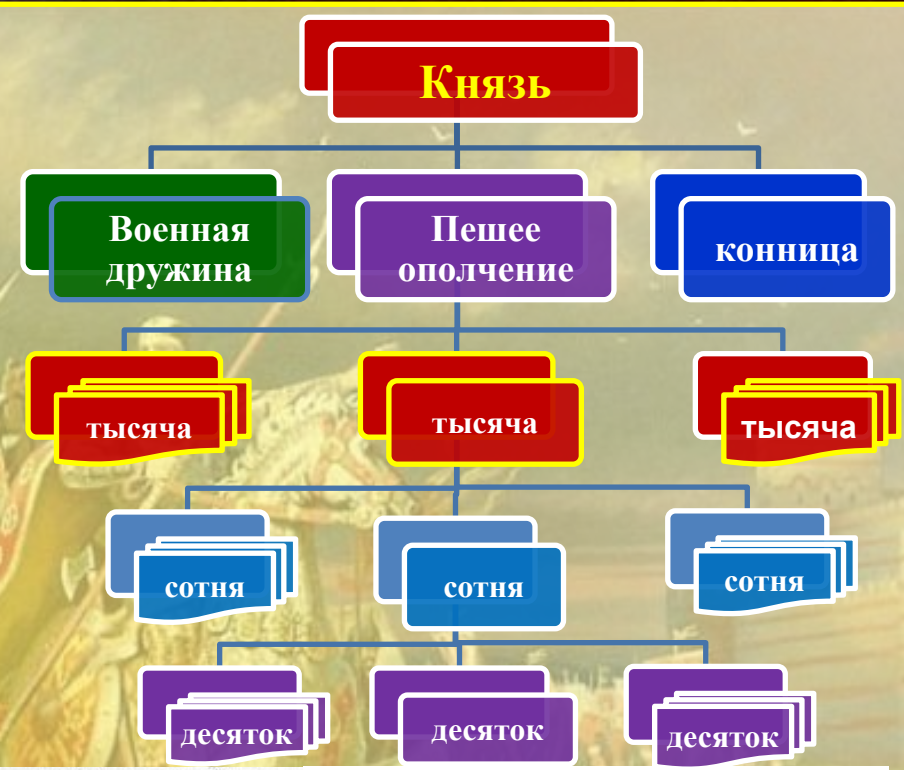 Князь
Военная
дружина
Пешее
ополчение
конница
тысяча
тысяча
тысяча
сотня
сотня
сотня
десяток
десяток
десяток